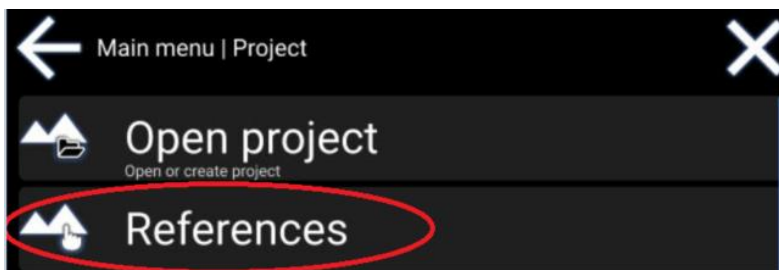 Main menu | Project
Open project
Open or create project
References